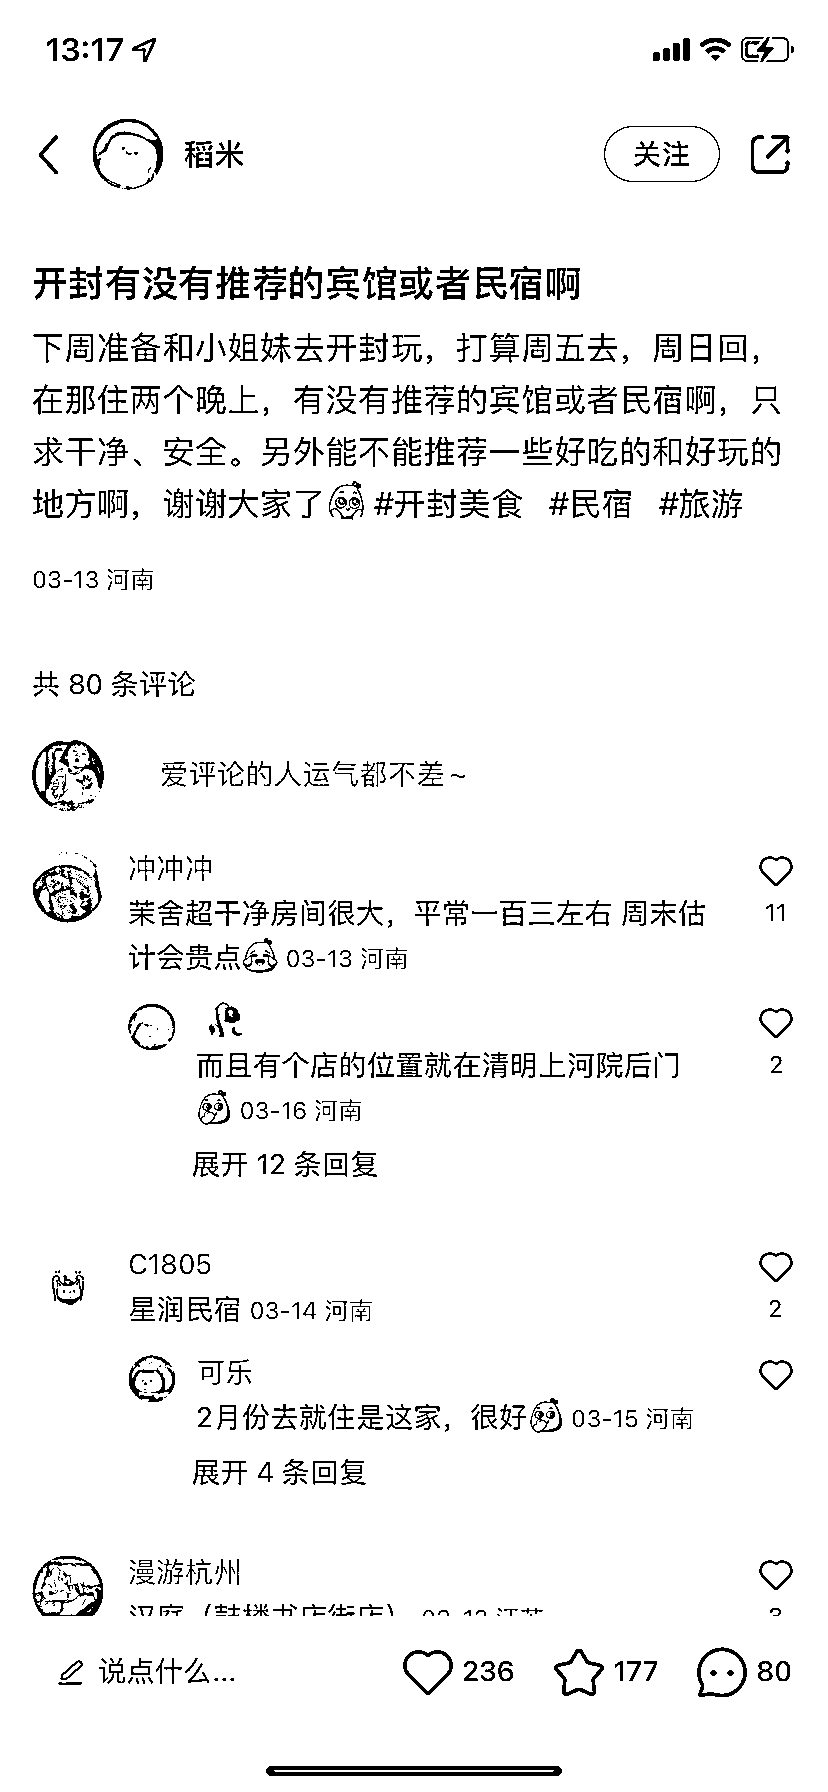 13:17
稻米
关注
开封有没有推荐的宾馆或者民宿啊
下周准备和小姐妹去开封玩，打算周五去，周日回，
在那住两个晚上，有没有推荐的宾馆或者民宿啊，只
求干净、安全。另外能不能推荐一些好吃的和好玩的
地方啊，谢谢大家了 #开封美食 #民宿 #旅游
03-13 河南
共 80 条评论
爱评论的人运气都不差~
冲冲冲
茉舍超干净房间很大，平常一百三左右 周末估
11
计会贵点 03-13 河南
而且有个店的位置就在清明上河院后门
2
03-16 河南
展开 12 条回复
C1805
星润民宿 03-14 河南
2
可乐
2月份去就住是这家，很好 03-15 河南
展开 4 条回复
漫游杭州
汉庭（鼓楼书店街店）
说点什么...
236
177
80